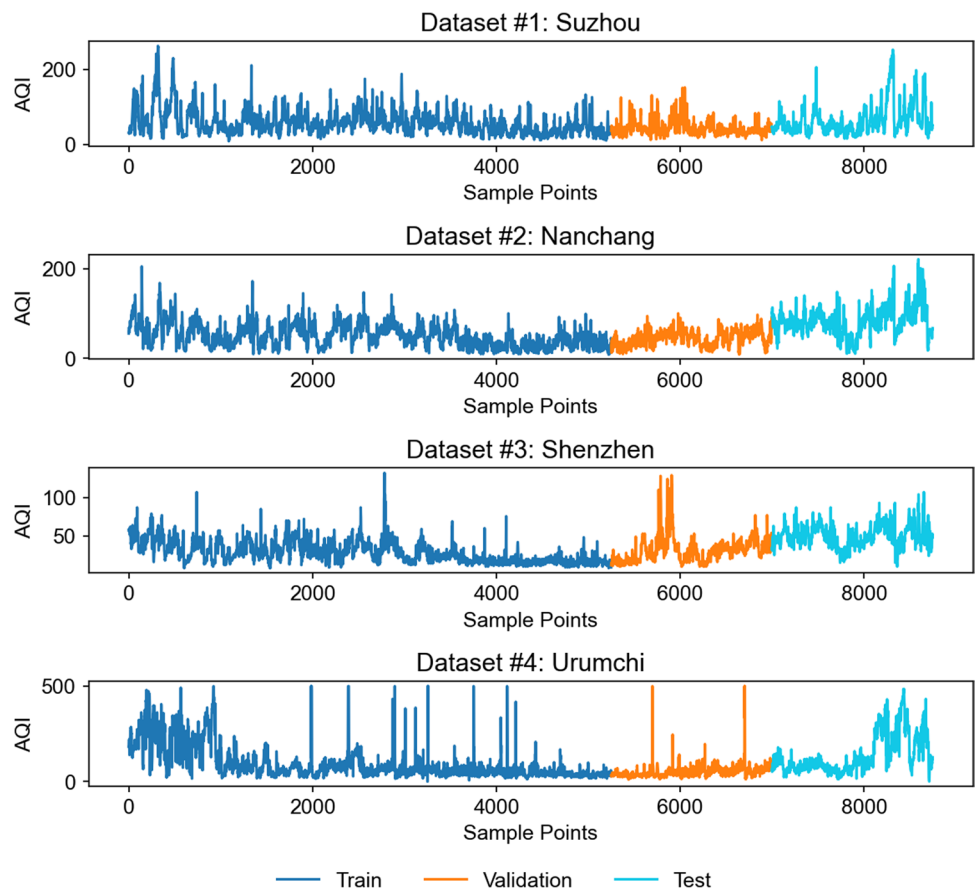 Dataset #1: Suzhou
200
0
AQI
0 2000 4000 6000 8000
Sample Points
Dataset #2: Nanchang
200
0
AQI
0 2000 4000 6000 8000
Sample Points
Dataset #3: Shenzhen
100
50
AQI
0 2000 4000 6000 8000
Sample Points
Dataset #4: Urumchi
500
0
AQI
0 2000 4000 6000 8000
Sample Points
Train Validation Test